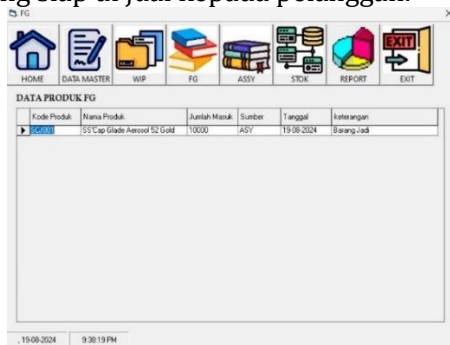 ng siap di jual kepada pelanggan.
FG
HOME DATA MASTER WIP FG ASSY STOK REPORT EXIT
EXIT
DATA PRODUK FG
Kode Produk Nama Produk Jumlah Masuk Sumber Tanggal keterangan
SG/001 SS'Cap Glade Aerosol 52 Gold 10000 ASY 19-08-2024 Barang Jadi
, 19-08-2024 9:38:19 PM